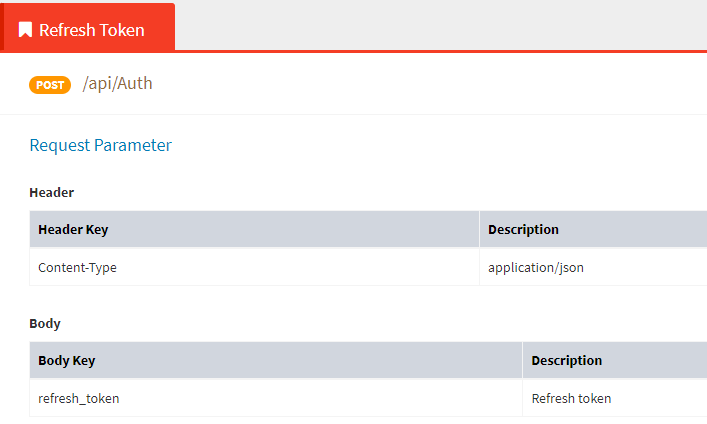 Refresh Token
POST /api/Auth
Request Parameter
Header
Header Key Description
Content-Type application/json
Body
Body Key Description
refresh_token Refresh token